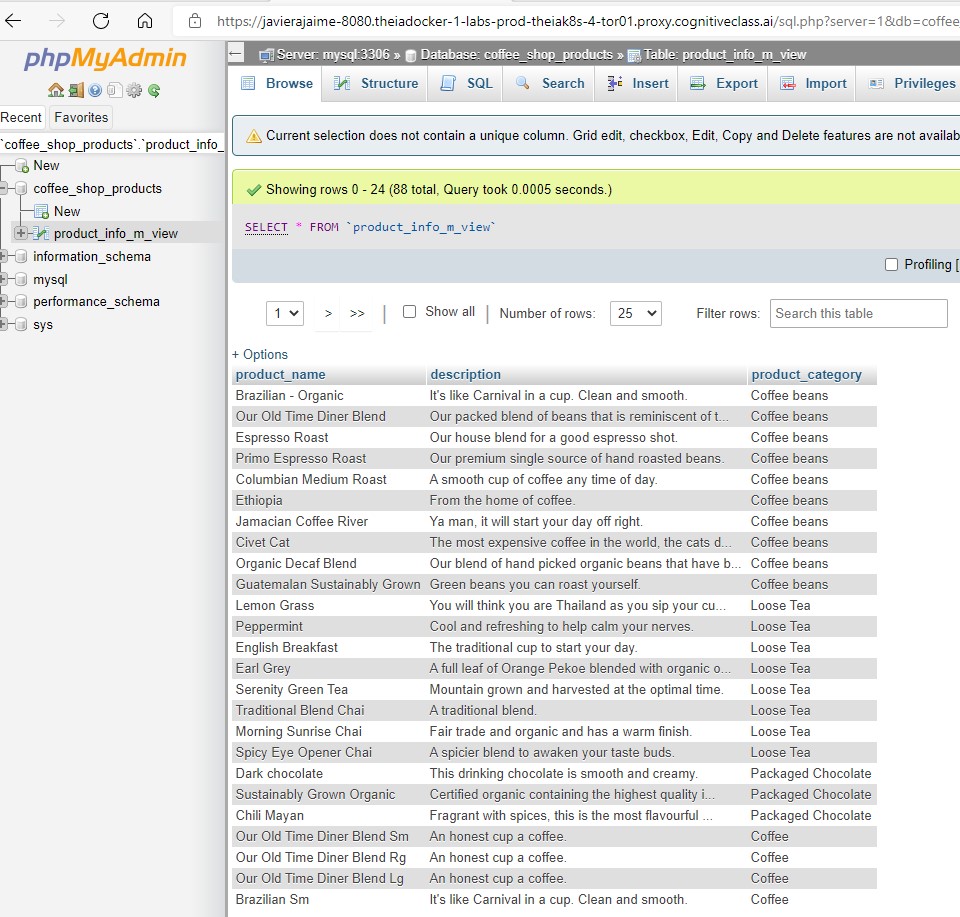 https://javierajaime-8080.theiadocker-1-labs-prod-theiak8s-4-tor01.proxy.cognitiveclass.ai/sql.php?server=1&db=coffee
phpMyAdmin
Recent Favorites
`coffee_shop_products`.`product_info_
New
coffee_shop_products
New
product_info_m_view
information_schema
mysql
performance_schema
sys
Server: mysql:3306 » Database: coffee_shop_products » Table: product_info_m_view
Browse Structure SQL Search Insert Export Import Privileges
Current selection does not contain a unique column. Grid edit, checkbox, Edit, Copy and Delete features are not availab
Showing rows 0 - 24 (88 total, Query took 0.0005 seconds.)
SELECT * FROM `product_info_m_view`
Profiling [
1 > >> | Show all | Number of rows: 25 Filter rows: Search this table
+ Options
product_name description product_category
Brazilian - Organic It's like Carnival in a cup. Clean and smooth. Coffee beans
Our Old Time Diner Blend Our packed blend of beans that is reminiscent of t... Coffee beans
Espresso Roast Our house blend for a good espresso shot. Coffee beans
Primo Espresso Roast Our premium single source of hand roasted beans. Coffee beans
Columbian Medium Roast A smooth cup of coffee any time of day. Coffee beans
Ethiopia From the home of coffee. Coffee beans
Jamacian Coffee River Ya man, it will start your day off right. Coffee beans
Civet Cat The most expensive coffee in the world, the cats d... Coffee beans
Organic Decaf Blend Our blend of hand picked organic beans that have b... Coffee beans
Guatemalan Sustainably Grown Green beans you can roast yourself. Coffee beans
Lemon Grass You will think you are Thailand as you sip your cu... Loose Tea
Peppermint Cool and refreshing to help calm your nerves. Loose Tea
English Breakfast The traditional cup to start your day. Loose Tea
Earl Grey A full leaf of Orange Pekoe blended with organic o... Loose Tea
Serenity Green Tea Mountain grown and harvested at the optimal time. Loose Tea
Traditional Blend Chai A traditional blend. Loose Tea
Morning Sunrise Chai Fair trade and organic and has a warm finish. Loose Tea
Spicy Eye Opener Chai A spicier blend to awaken your taste buds. Loose Tea
Dark chocolate This drinking chocolate is smooth and creamy. Packaged Chocolate
Sustainably Grown Organic Certified organic containing the highest quality i... Packaged Chocolate
Chili Mayan Fragrant with spices, this is the most flavourful ... Packaged Chocolate
Our Old Time Diner Blend Sm An honest cup a coffee. Coffee
Our Old Time Diner Blend Rg An honest cup a coffee. Coffee
Our Old Time Diner Blend Lg An honest cup a coffee. Coffee
Brazilian Sm It's like Carnival in a cup. Clean and smooth. Coffee